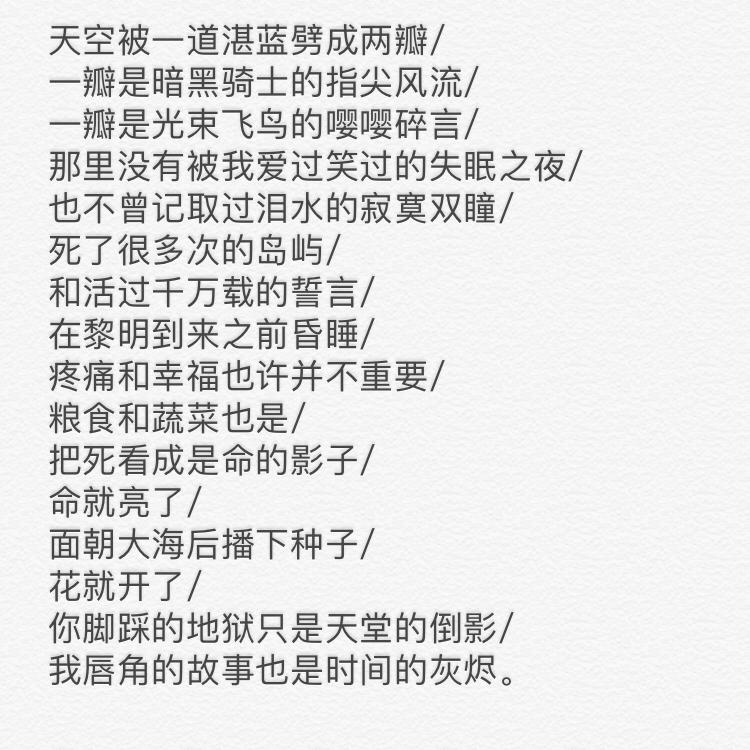 天空被一道湛蓝劈成两瓣/
一瓣是暗黑骑士的指尖风流/
一瓣是光束飞鸟的嘤嘤碎言/
那里没有被我爱过笑过的失眠之夜/
也不曾记取过泪水的寂寞双瞳/
死了很多次的岛屿/
和活过千万载的誓言/
在黎明到来之前昏睡/
疼痛和幸福也许并不重要/
粮食和蔬菜也是/
把死看成是命的影子/
命就亮了/
面朝大海后播下种子/
花就开了/
你脚踩的地狱只是天堂的倒影/
我唇角的故事也是时间的灰烬。